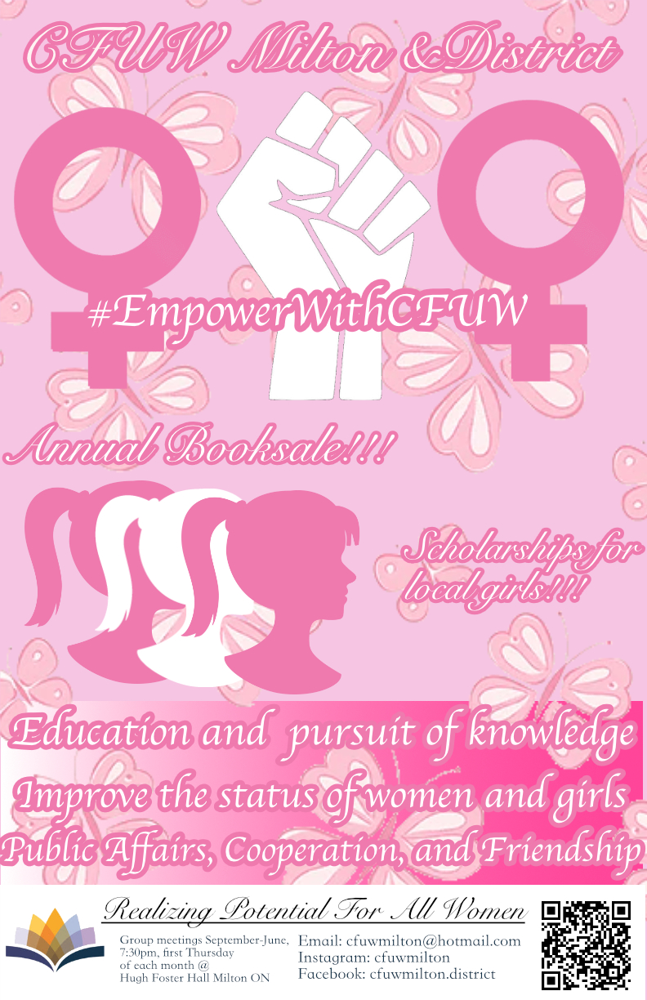 CFUW Milton &District
#EmpowerWithCFUW
Annual Booksale!!!
Scholarships for
local girls!!!
Education and pursuit of knowledge
Improve the status of women and girls
Public Affairs, Cooperation, and Friendship
Realizing Potential For All Women
Group meetings September-June,
7:30pm, first Thursday
of each month @
Hugh Foster Hall Milton ON
Email: cfuwmilton@hotmail.com
Instagram: cfuwmilton
Facebook: cfuwmilton.district